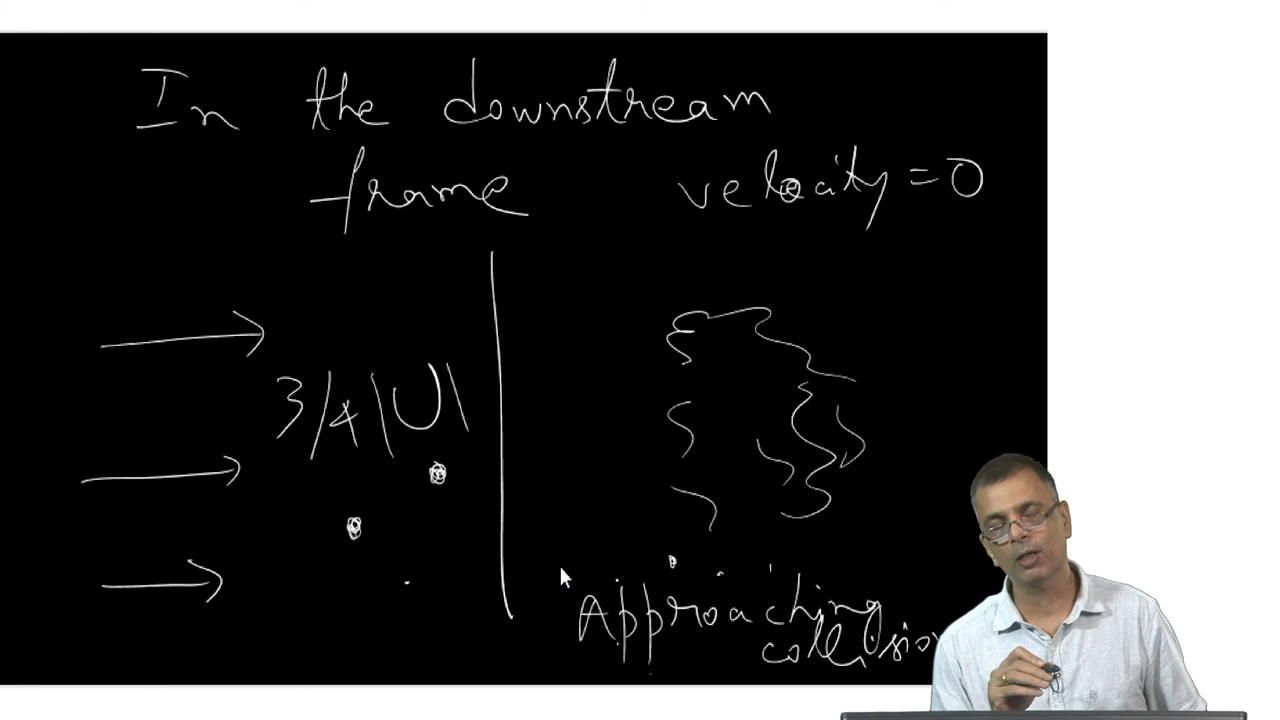 In the downstream
frame velocity = 0
3/4 |U|
Approaching
collision